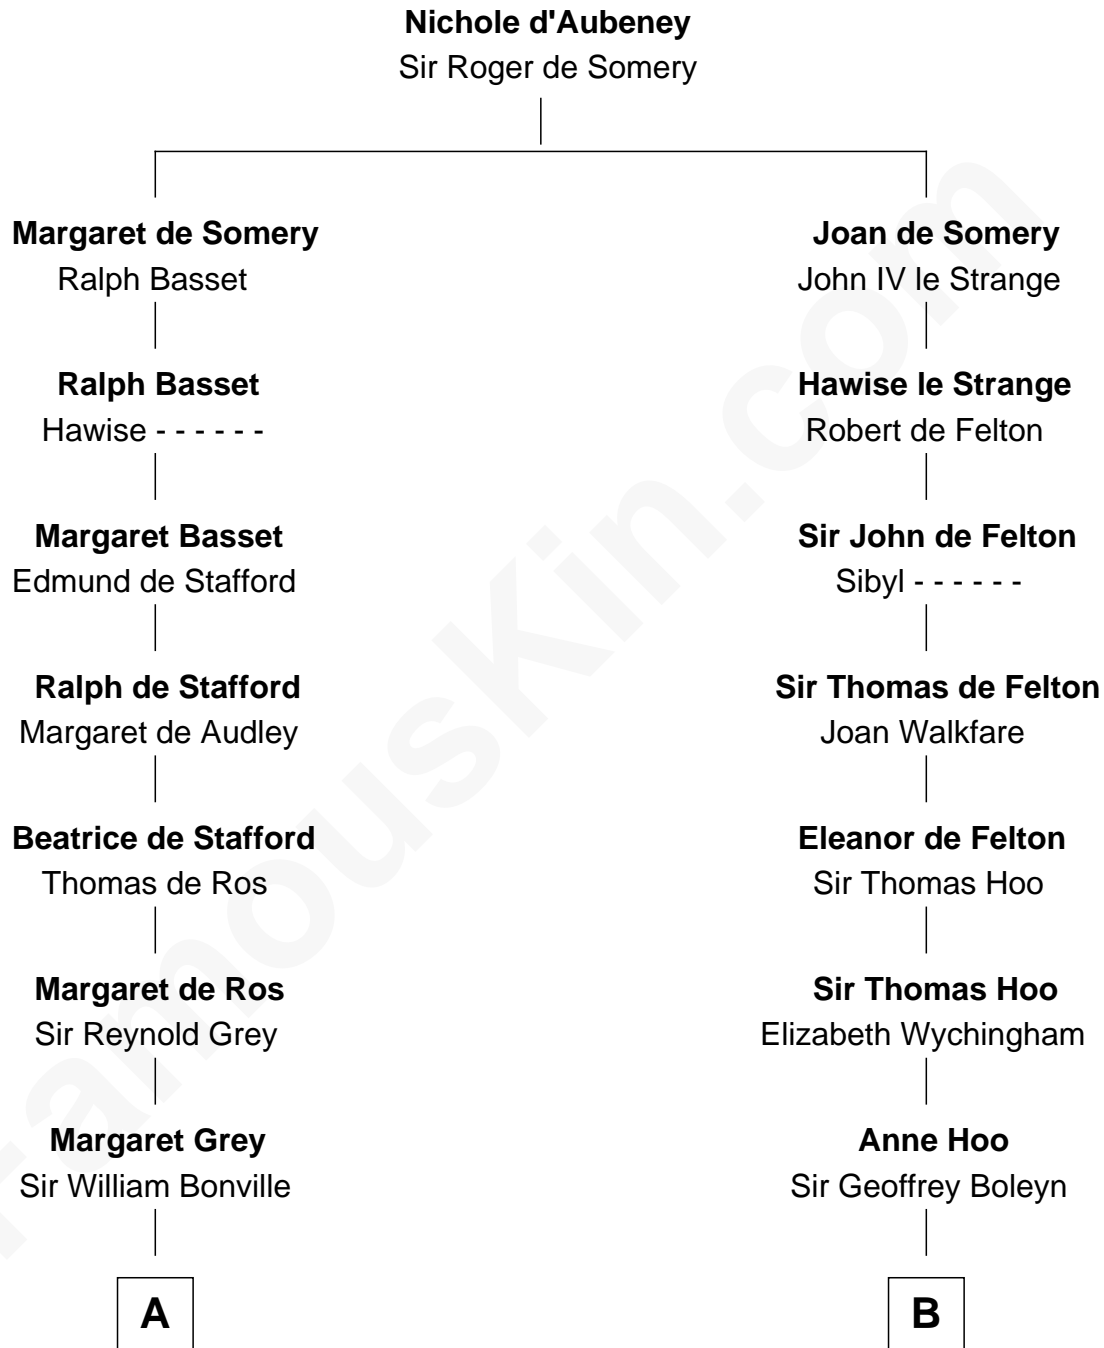 Nichole d'Aubeney
Sir Roger de Somery
Margaret de Somery
Ralph Basset
Joan de Somery
John IV le Strange
Ralph Basset
Hawise - - - - - -
Hawise le Strange
Robert de Felton
Margaret Basset
Edmund de Stafford
Sir John de Felton
Sibyl - - - - - -
Ralph de Stafford
Margaret de Audley
Sir Thomas de Felton
Joan Walkfare
Beatrice de Stafford
Thomas de Ros
Eleanor de Felton
Sir Thomas Hoo
Margaret de Ros
Sir Reynold Grey
Sir Thomas Hoo
Elizabeth Wychingham
Margaret Grey
Sir William Bonville
Anne Hoo
Sir Geoffrey Boleyn
A
B
FamousKin.com